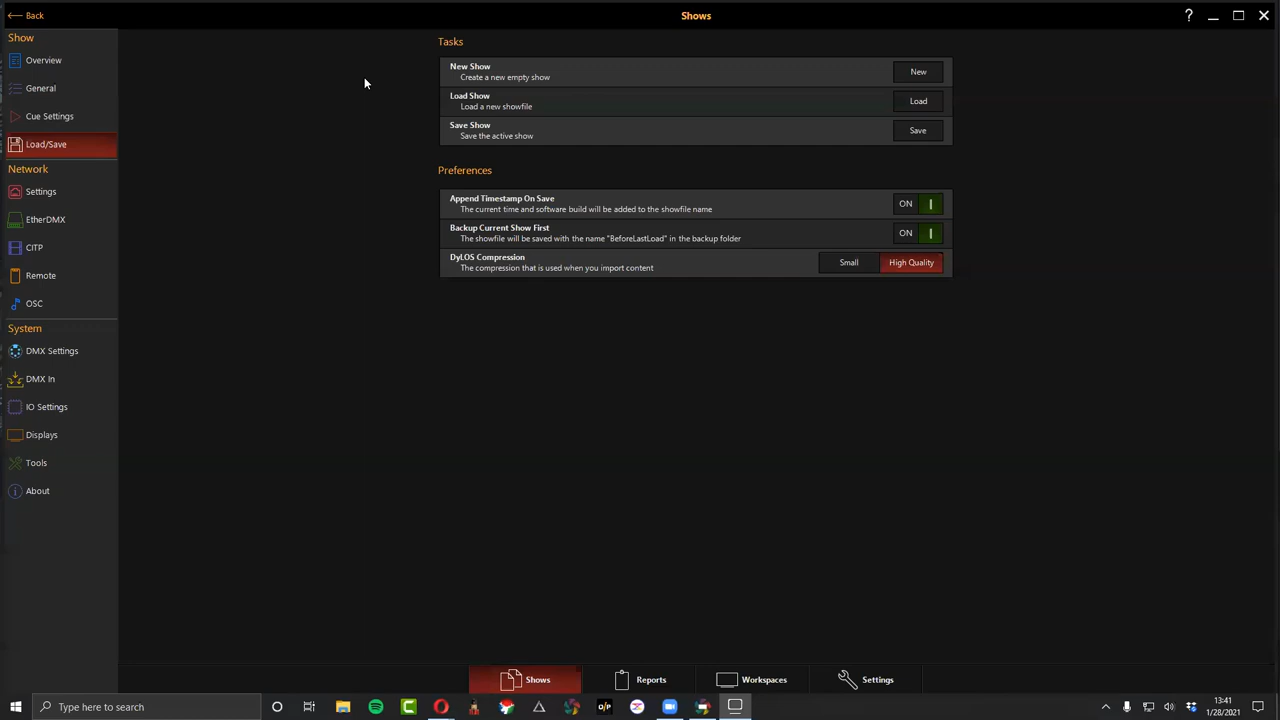 Back
Shows
?
Show
Overview
General
Cue Settings
Load/Save
Network
Settings
EtherDMX
CITP
Remote
OSC
System
DMX Settings
DMX In
IO Settings
Displays
Tools
About
Tasks
New Show
Create a new empty show
New
Load Show
Load a new showfile
Load
Save Show
Save the active show
Save
Preferences
Append Timestamp On Save
The current time and software build will be added to the showfile name
ON
Backup Current Show First
The showfile will be saved with the name "BeforeLastLoad" in the backup folder
ON
DyLOS Compression
The compression that is used when you import content
Small
High Quality
Shows
Reports
Workspaces
Settings
Type here to search
O/P
13:41
1/28/2021